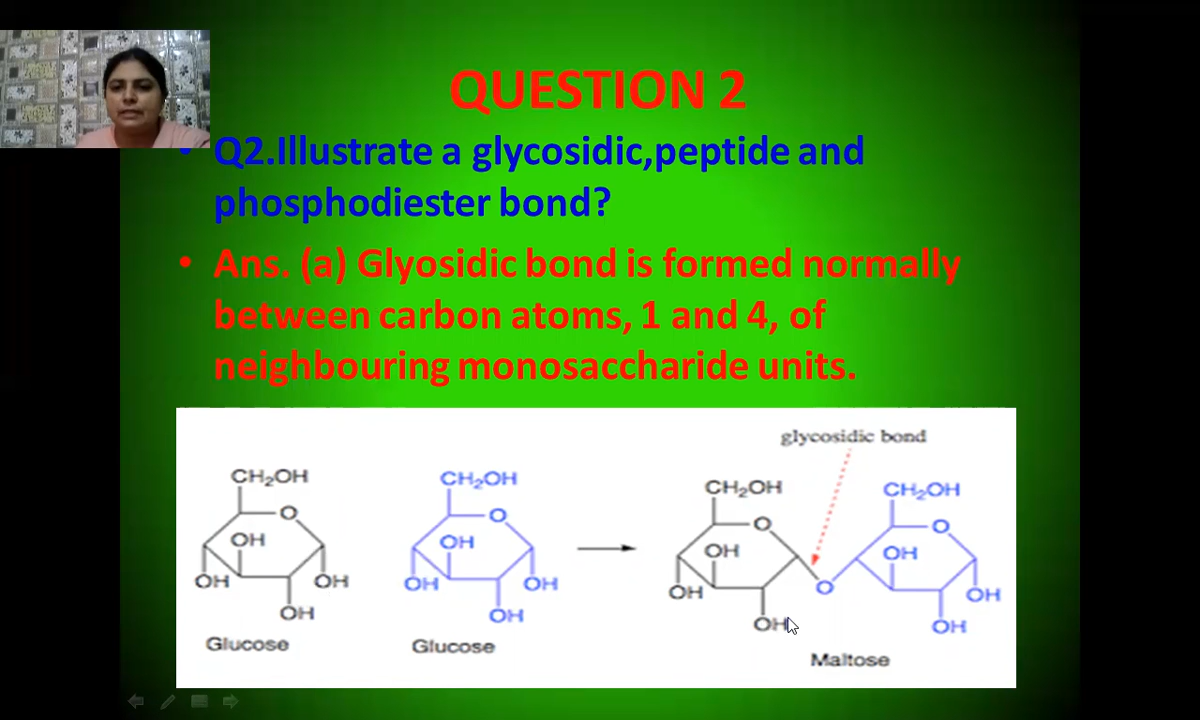 QUESTION 2
• Q2.Illustrate a glycosidic,peptide and
phosphodiester bond?
• Ans. (a) Glyosidic bond is formed normally
between carbon atoms, 1 and 4, of
neighbouring monosaccharide units.
glycosidic bond
CH₂OH CH₂OH CH₂OH CH₂OH
O O O O
OH OH OH OH
OH OH OH OH OH O OH
OH OH OH OH
Glucose Glucose Maltose